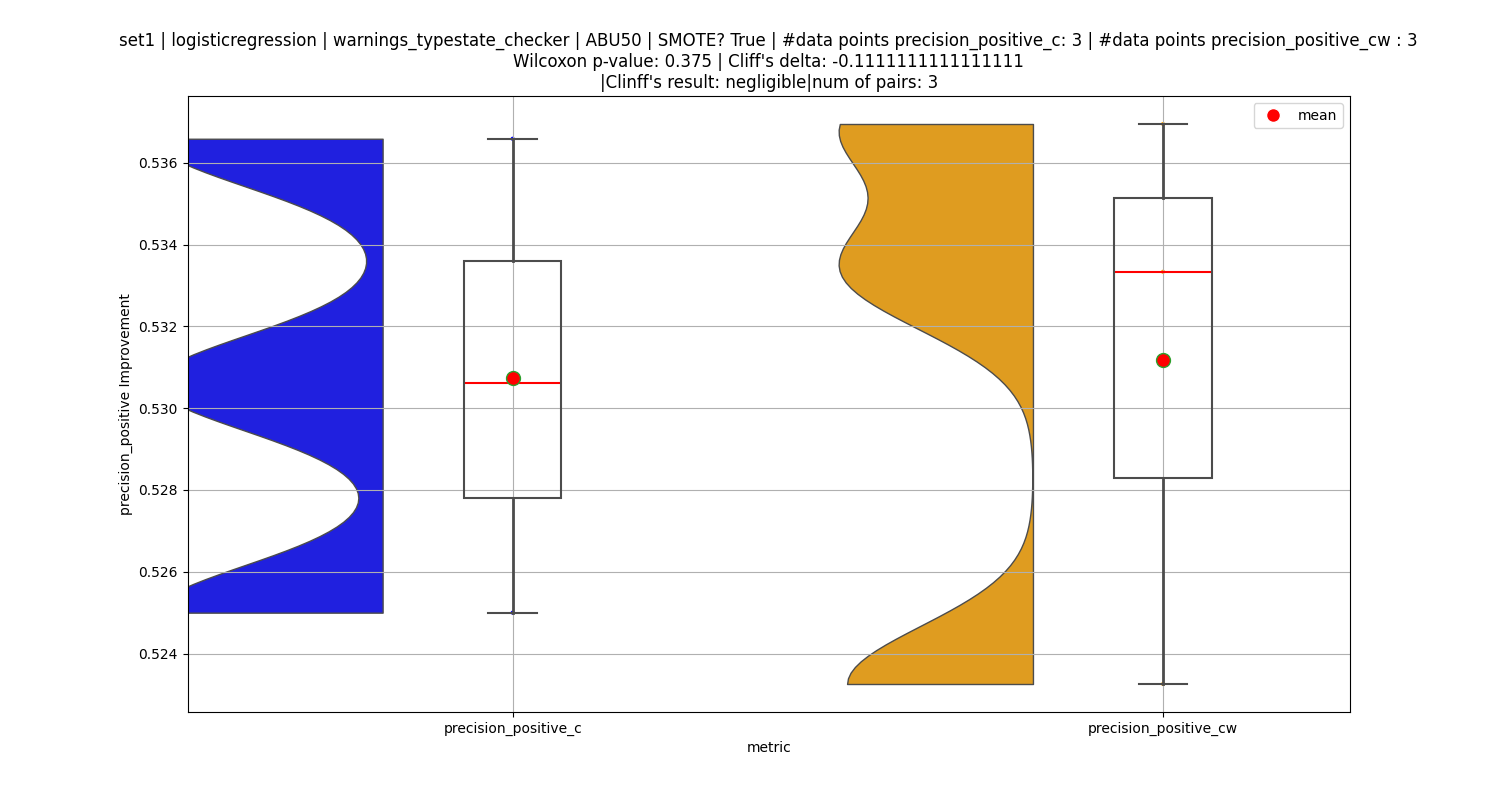 set1 | logisticregression | warnings_typestate_checker | ABU50 | SMOTE? True | #data points precision_positive_c: 3 | #data points precision_positive_cw : 3
Wilcoxon p-value: 0.375 | Cliff's delta: -0.1111111111111111
|Clinff's result: negligible|num of pairs: 3
mean
0.536
0.534
0.532
0.530
0.528
0.526
0.524
precision_positive Improvement
precision_positive_c
precision_positive_cw
metric